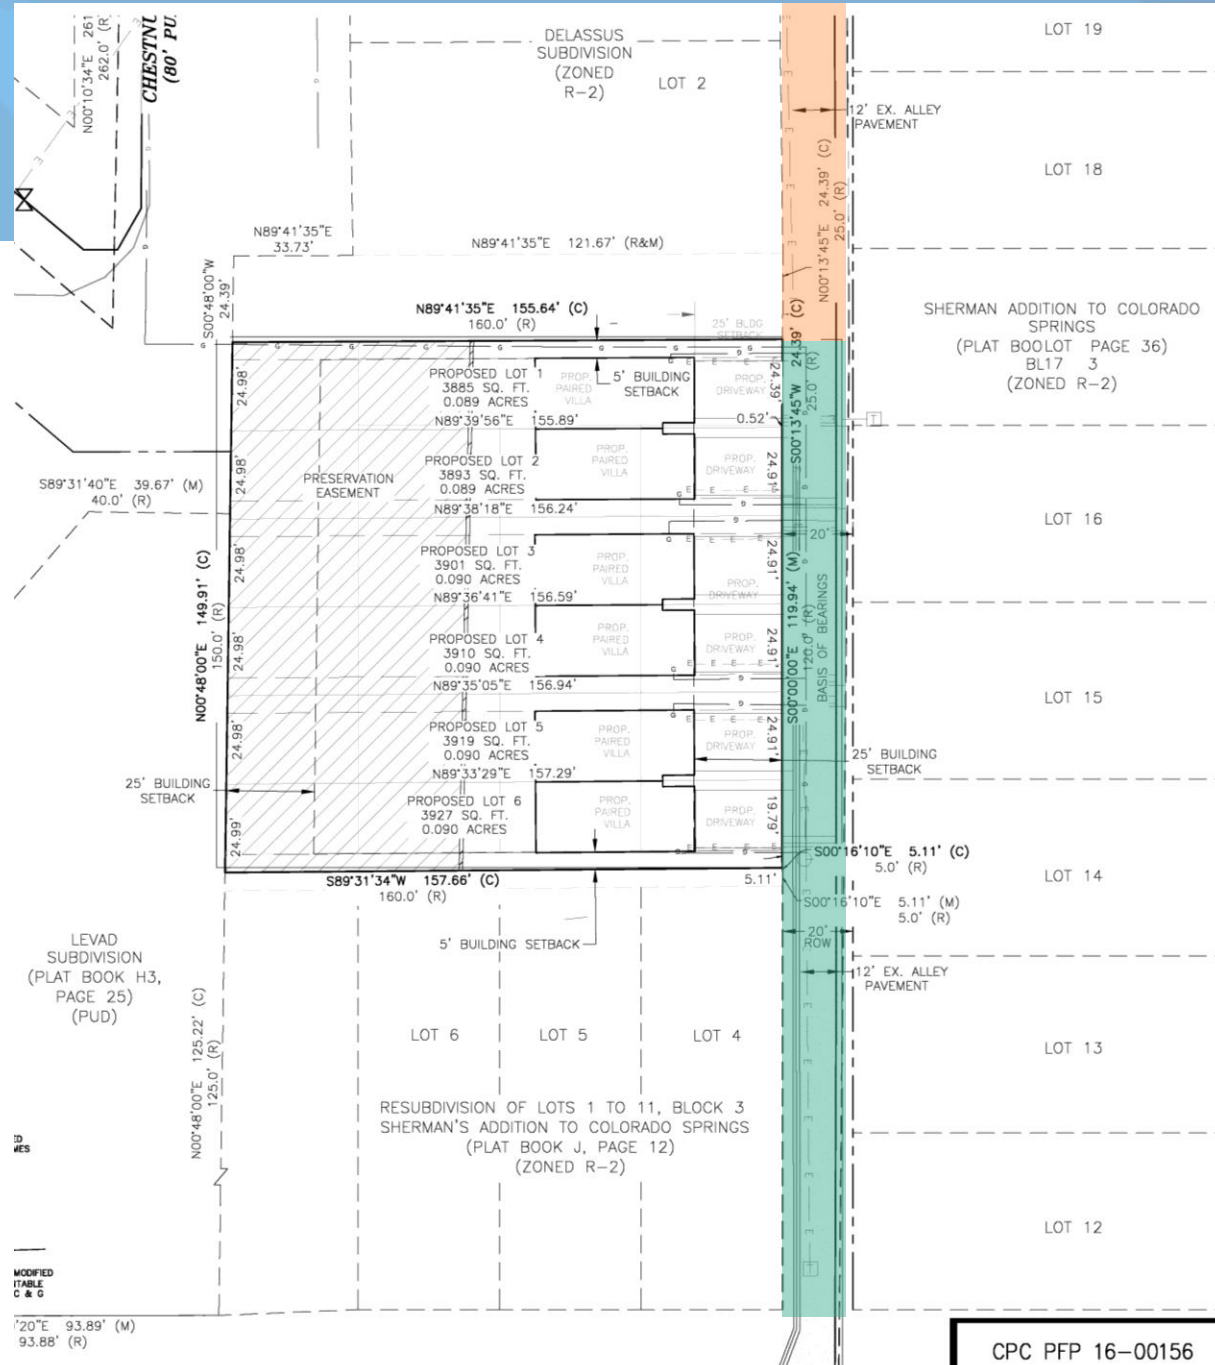 N00°10'34"E 261
262.0' (R)
CHESTNU
(80' PU
DELASSUS
SUBDIVISION
(ZONED
R-2)
LOT 2
LOT 19
12' EX. ALLEY
PAVEMENT
LOT 18
N00°13'45"E 24.39' (C)
25.0' (R)
N89°41'35"E
33.73'
N89°41'35"E 121.67' (R&M)
S00°48'00"W
24.39'
N89°41'35"E 155.64' (C)
160.0' (R)
25' BLDG
SETBACK
SHERMAN ADDITION TO COLORADO
SPRINGS
(PLAT BOOLOT PAGE 36)
BL17 3
(ZONED R-2)
S00°13'45"W 24.39' (C)
25.0' (R)
24.98'
PROPOSED LOT 1
3885 SQ. FT.
0.089 ACRES
PROP.
PAIRED
VILLA
5' BUILDING
SETBACK
PROP.
DRIVEWAY
24.39'
N89°39'56"E 155.89'
0.52'
24.98'
PRESERVATION
EASEMENT
PROPOSED LOT 2
3893 SQ. FT.
0.089 ACRES
PROP.
PAIRED
VILLA
PROP.
DRIVEWAY
24.91'
S89°31'40"E 39.67' (M)
40.0' (R)
N89°38'18"E 156.24'
LOT 16
20'
N00°48'00"E 149.91' (C)
150.0' (R)
24.98'
PROPOSED LOT 3
3901 SQ. FT.
0.090 ACRES
PROP.
PAIRED
VILLA
PROP.
DRIVEWAY
24.91'
N89°36'41"E 156.59'
S00°00'00"E 119.94' (M)
120.0' (R)
BASIS OF BEARINGS
24.98'
PROPOSED LOT 4
3910 SQ. FT.
0.090 ACRES
PROP.
PAIRED
VILLA
PROP.
DRIVEWAY
24.91'
N89°35'05"E 156.94'
LOT 15
24.98'
PROPOSED LOT 5
3919 SQ. FT.
0.090 ACRES
PROP.
PAIRED
VILLA
PROP.
DRIVEWAY
24.91'
25' BUILDING
SETBACK
N89°33'29"E 157.29'
25' BUILDING
SETBACK
24.99'
PROPOSED LOT 6
3927 SQ. FT.
0.090 ACRES
PROP.
PAIRED
VILLA
PROP.
DRIVEWAY
19.79'
S00°16'10"E 5.11' (C)
5.0' (R)
LOT 14
S89°31'34"W 157.66' (C)
160.0' (R)
5.11'
S00°16'10"E 5.11' (M)
5.0' (R)
20'
ROW
5' BUILDING SETBACK
LEVAD
SUBDIVISION
(PLAT BOOK H3,
PAGE 25)
(PUD)
12' EX. ALLEY
PAVEMENT
N00°48'00"E 125.22' (C)
125.0' (R)
LOT 6
LOT 5
LOT 4
LOT 13
RESUBDIVISION OF LOTS 1 TO 11, BLOCK 3
SHERMAN'S ADDITION TO COLORADO SPRINGS
(PLAT BOOK J, PAGE 12)
(ZONED R-2)
ED
MES
LOT 12
MODIFIED
ITABLE
C & G
'20"E 93.89' (M)
93.88' (R)
CPC PFP 16-00156